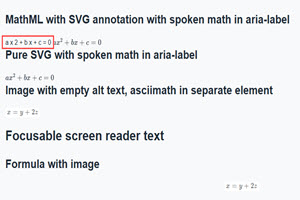 MathML with SVG annotation with spoken math in aria-label
a x 2 + b x + c = 0 ax² + bx + c = 0
Pure SVG with spoken math in aria-label
ax² + bx + c = 0
Image with empty alt text, asciimath in separate element
x = y + 2z
Focusable screen reader text
Formula with image
x = y + 2z